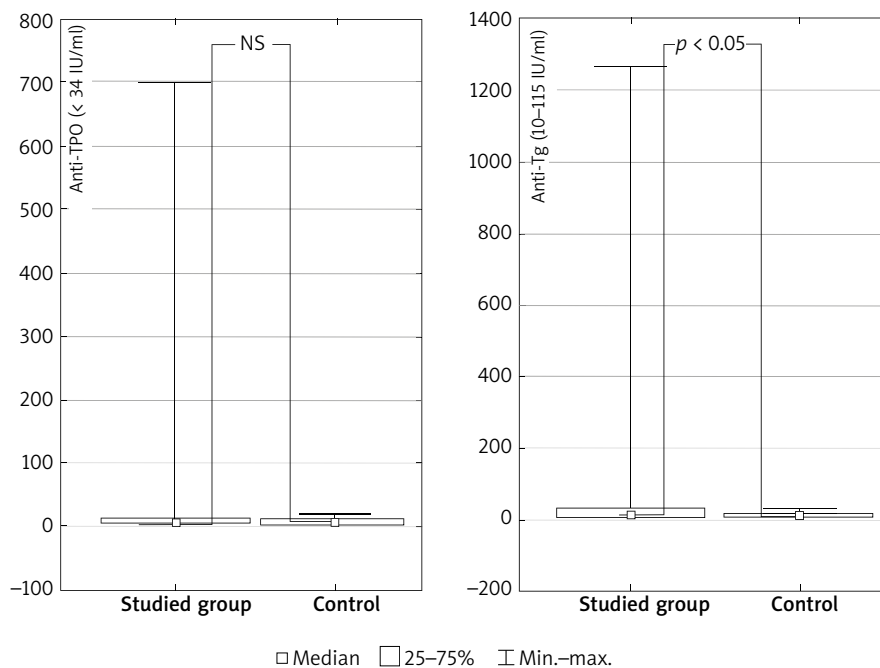 800
700
600
500
400
300
200
100
0
–100
Anti-TPO (< 34 IU/ml)
NS
Studied group
Control
1400
1200
1000
800
600
400
200
0
–200
Anti-Tg (10–115 IU/ml)
p < 0.05
Studied group
Control
Median 25–75% Min.–max.